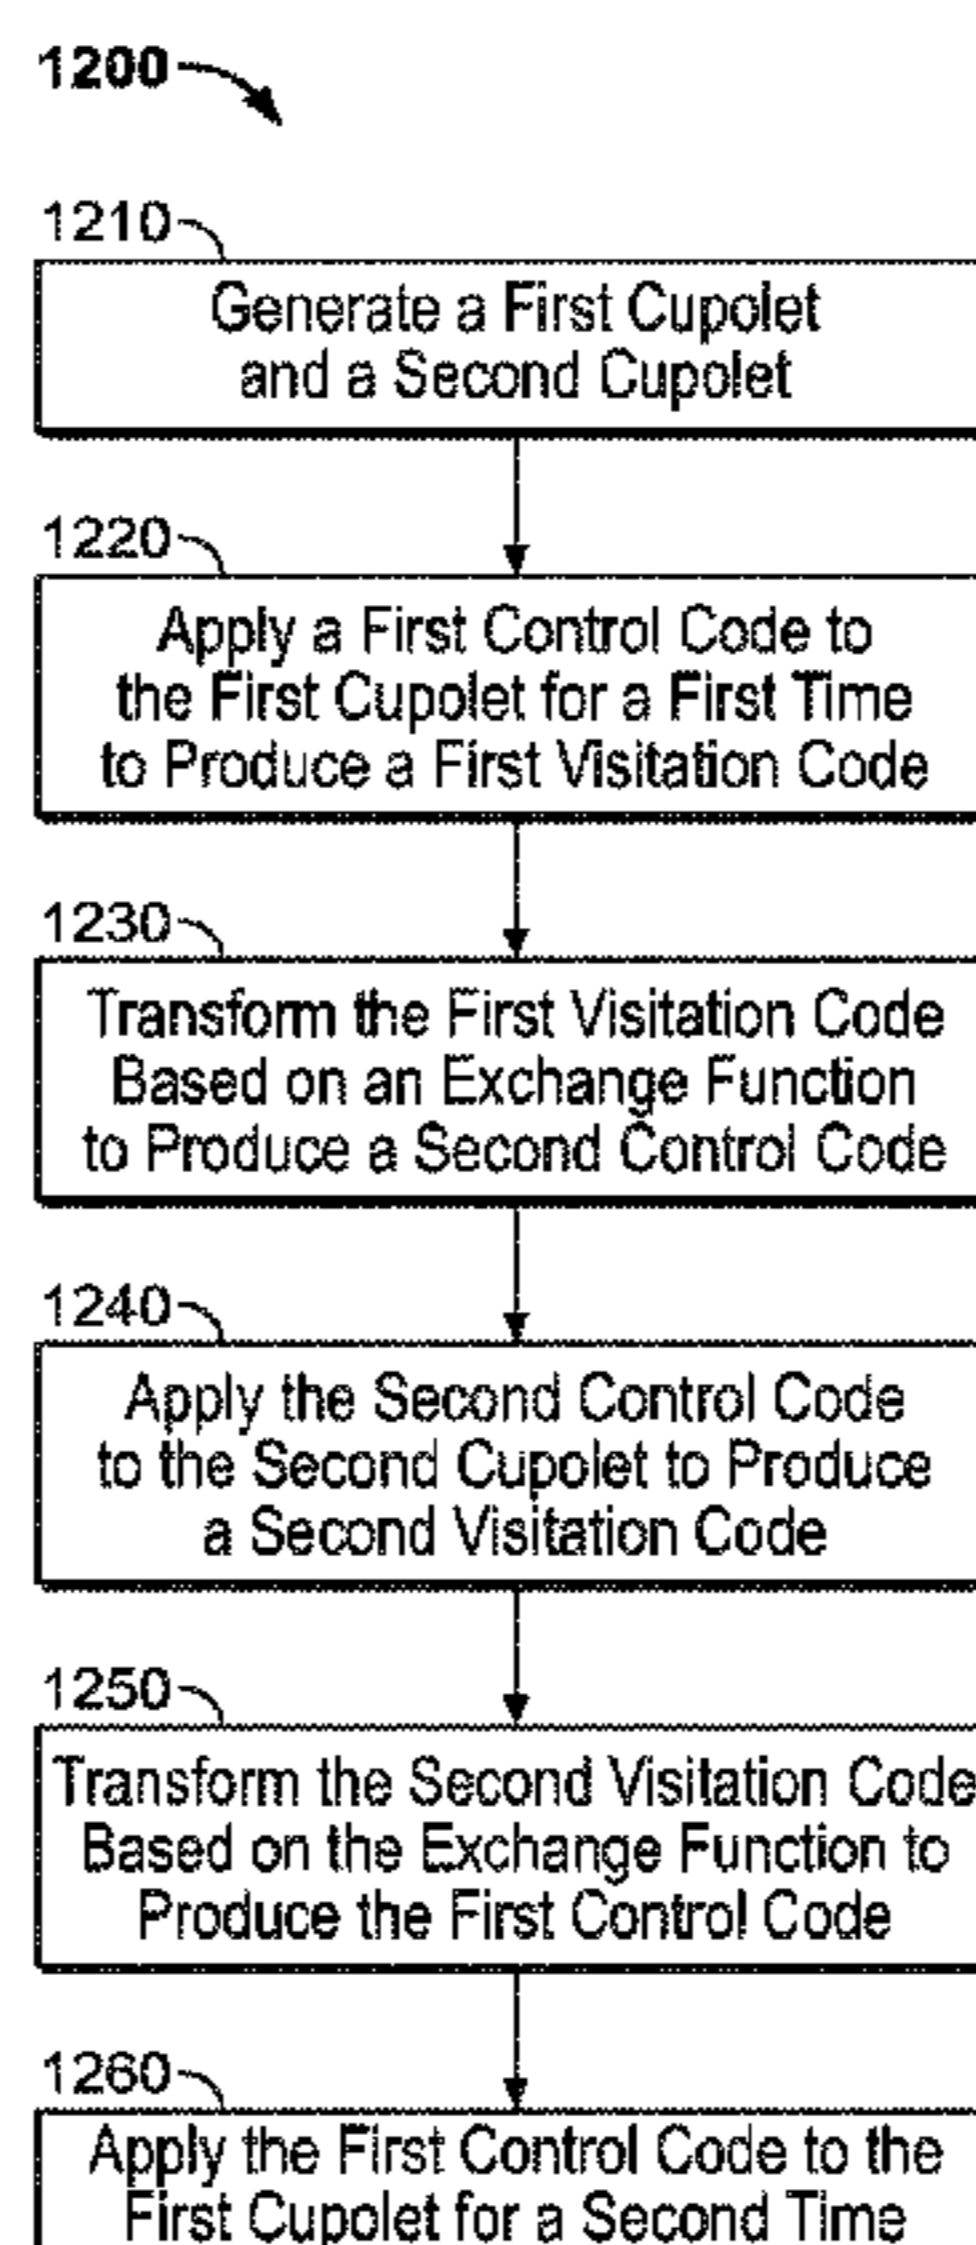 1200
1210
Generate a First Cupolet
and a Second Cupolet
1220
Apply a First Control Code to
the First Cupolet for a First Time
to Produce a First Visitation Code
1230
Transform the First Visitation Code
Based on an Exchange Function
to Produce a Second Control Code
1240
Apply the Second Control Code
to the Second Cupolet to Produce
a Second Visitation Code
1250
Transform the Second Visitation Code
Based on the Exchange Function to
Produce the First Control Code
1260
Apply the First Control Code to the
First Cupolet for a Second Time